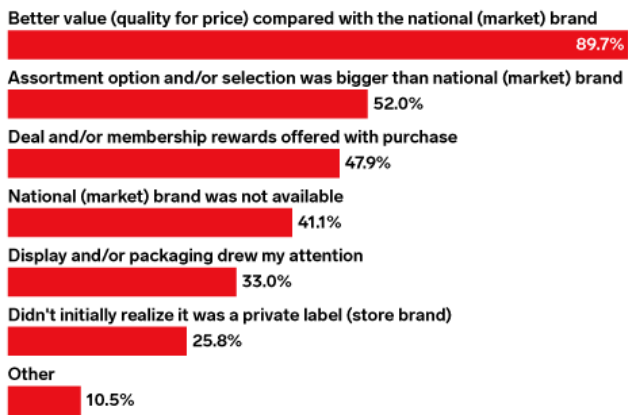 Better value (quality for price) compared with the national (market) brand
89.7%
Assortment option and/or selection was bigger than national (market) brand
52.0%
Deal and/or membership rewards offered with purchase
47.9%
National (market) brand was not available
41.1%
Display and/or packaging drew my attention
33.0%
Didn't initially realize it was a private label (store brand)
25.8%
Other
10.5%